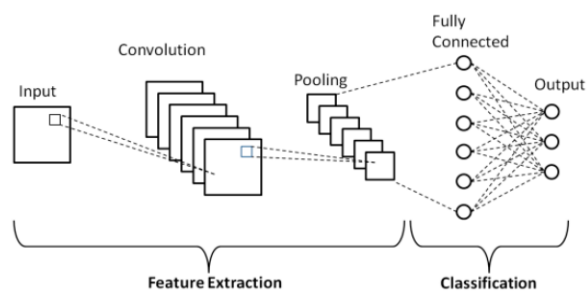 Input
Convolution
Pooling
Fully
Connected
Output
Feature Extraction
Classification